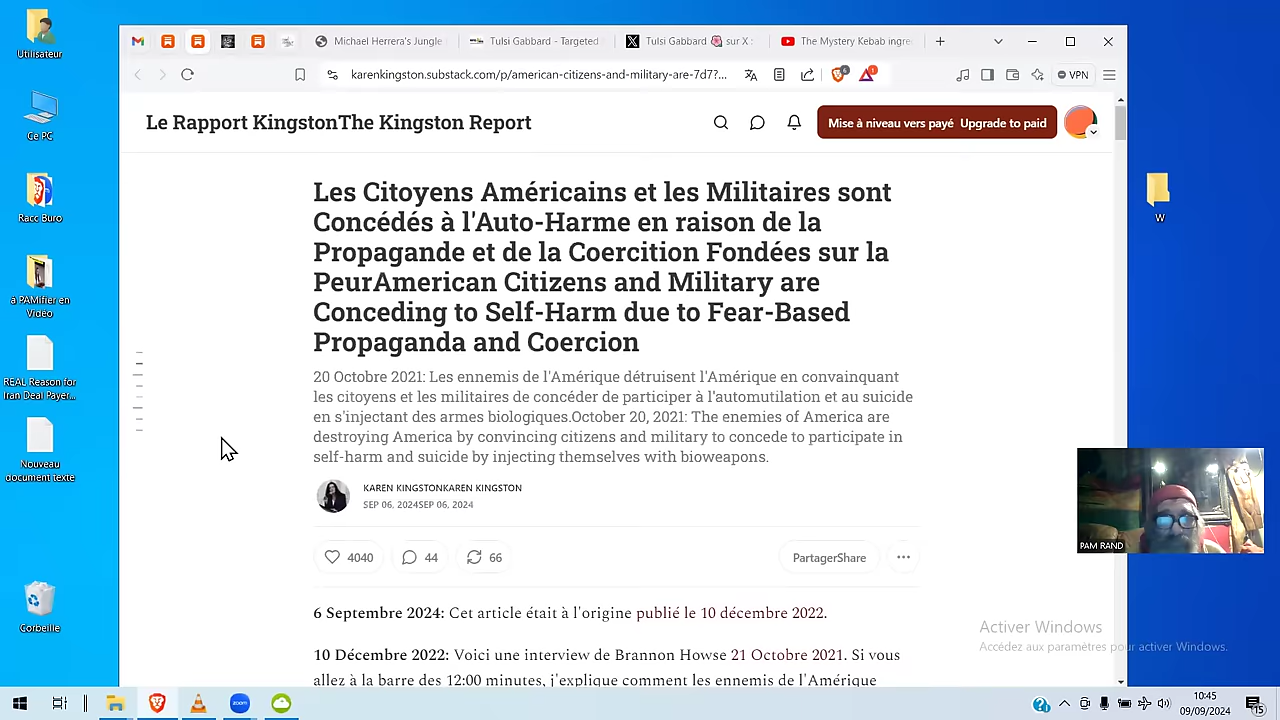 Utilisateur
Ce PC
Racc Buro
à PAMifier en
Vidéo
REAL Reason for
Iran Deal Payer...
Nouveau
document texte
Corbeille
Michael Herrera's Jungle
Tulsi Gabbard - Targeted
Tulsi Gabbard
The Mystery Kebab
karenkingston.substack.com/p/american-citizens-and-military-are-7d7?...
VPN
Le Rapport KingstonThe Kingston Report
Mise à niveau vers payé Upgrade to paid
Les Citoyens Américains et les Militaires sont
Concédés à l'Auto-Harme en raison de la
Propagande et de la Coercition Fondées sur la
PeurAmerican Citizens and Military are
Conceding to Self-Harm due to Fear-Based
Propaganda and Coercion
20 Octobre 2021: Les ennemis de l'Amérique détruisent l'Amérique en convainquant
les citoyens et les militaires de concéder de participer à l'automutilation et au suicide
en s'injectant des armes biologiques.October 20, 2021: The enemies of America are
destroying America by convincing citizens and military to concede to participate in
self-harm and suicide by injecting themselves with bioweapons.
KAREN KINGSTONKAREN KINGSTON
SEP 06, 2024SEP 06, 2024
4040
44
66
PartagerShare
6 Septembre 2024: Cet article était à l'origine publié le 10 décembre 2022.
10 Décembre 2022: Voici une interview de Brannon Howse 21 Octobre 2021. Si vous
allez à la barre des 12:00 minutes, j'explique comment les ennemis de l'Amérique
W
PAM RAND
Activer Windows
Accédez aux paramètres pour activer Windows.
zoom
10:45
09/09/2024
15